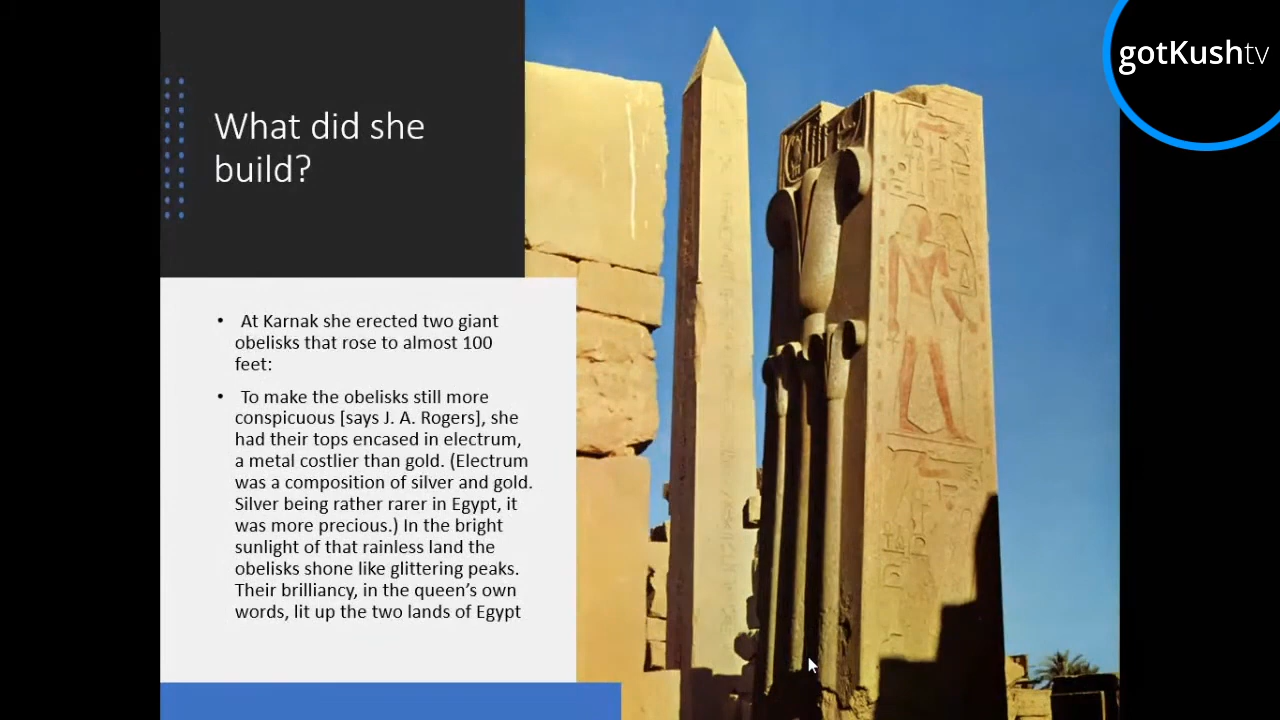 gotKushtv
What did she
build?
• At Karnak she erected two giant
obelisks that rose to almost 100
feet:
• To make the obelisks still more
conspicuous [says J. A. Rogers], she
had their tops encased in electrum,
a metal costlier than gold. (Electrum
was a composition of silver and gold.
Silver being rather rarer in Egypt, it
was more precious.) In the bright
sunlight of that rainless land the
obelisks shone like glittering peaks.
Their brilliancy, in the queen’s own
words, lit up the two lands of Egypt